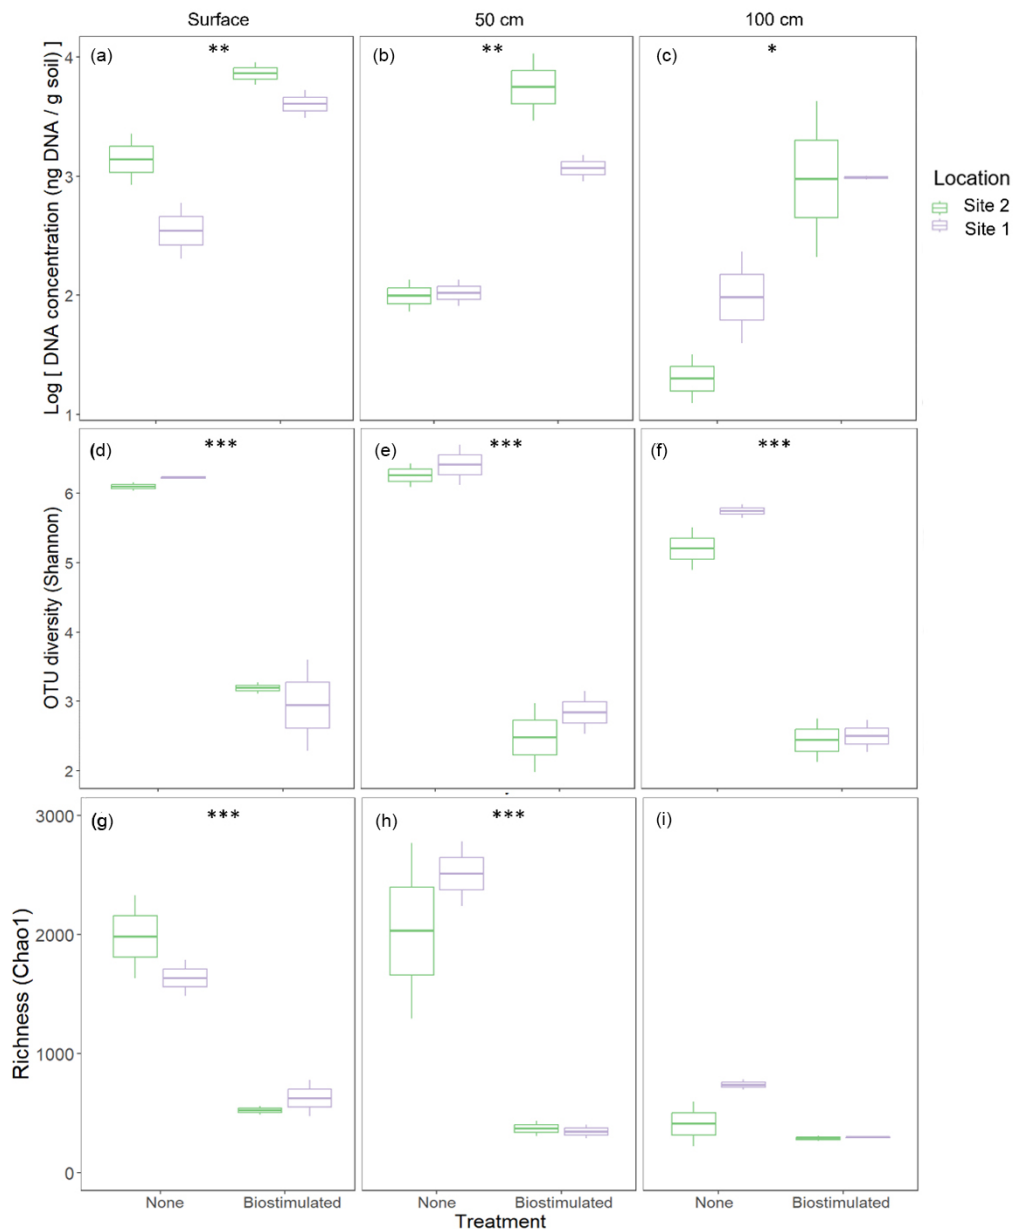 Surface 50 cm 100 cm
Log [ DNA concentration (ng DNA / g soil) ]
4
3
2
1
(a) **
(b) **
(c) *
Location
Site 2
Site 1
OTU diversity (Shannon)
6
5
4
3
2
(d) ***
(e) ***
(f) ***
Richness (Chao1)
3000
2000
1000
0
(g) ***
(h) ***
(i)
None Biostimulated None Biostimulated None Biostimulated
Treatment